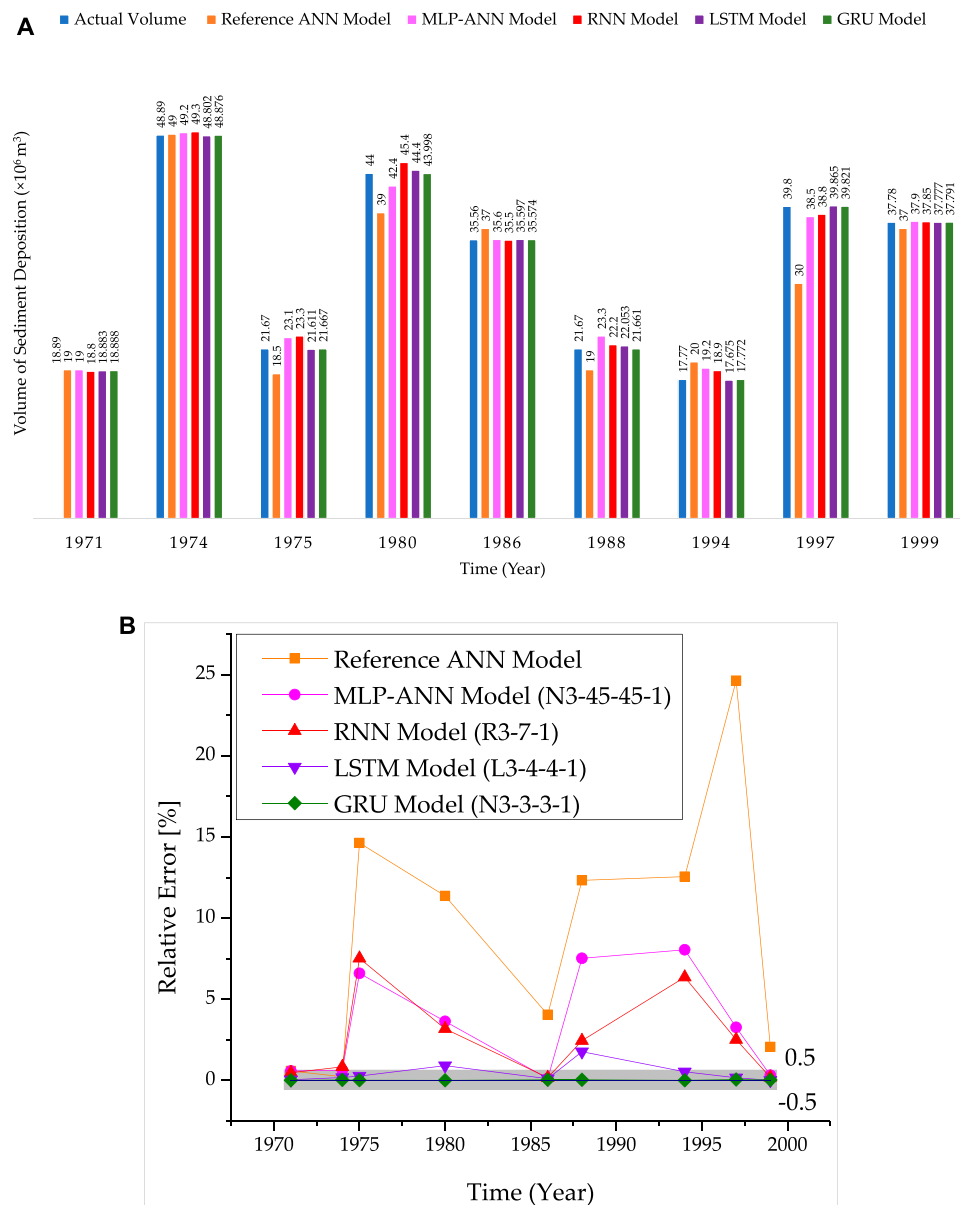 A
Actual Volume Reference ANN Model MLP-ANN Model RNN Model LSTM Model GRU Model
Volume of Sediment Deposition (×10⁶ m³)
18.89 19 19 18.8 18.883 18.888
48.89 49 49.2 49.3 48.802 48.876
21.67 18.5 23.1 23.3 21.611 21.667
44 39 42.4 45.4 44.4 43.998
35.56 37 35.6 35.5 35.597 35.574
21.67 19 23.3 22.2 22.053 21.661
17.77 20 19.2 18.9 17.675 17.772
39.8 30 38.5 38.8 39.865 39.821
37.78 37 37.9 37.85 37.777 37.791
1971 1974 1975 1980 1986 1988 1994 1997 1999
Time (Year)
B
Reference ANN Model
MLP-ANN Model (N3-45-45-1)
RNN Model (R3-7-1)
LSTM Model (L3-4-4-1)
GRU Model (N3-3-3-1)
Relative Error [%]
25
20
15
10
5
0
0.5
-0.5
1970 1975 1980 1985 1990 1995 2000
Time (Year)